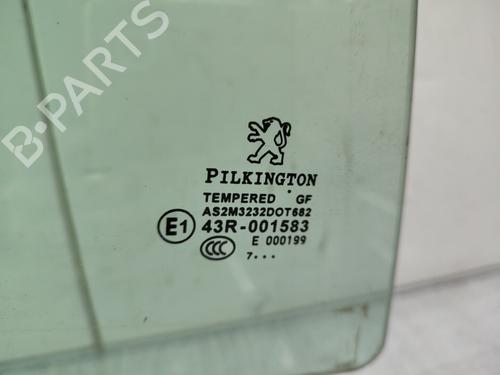 B-PARTS
PILKINGTON
TEMPERED GF
AS2M3232DOT682
E1 43R-001583
CCC E 000199
7...